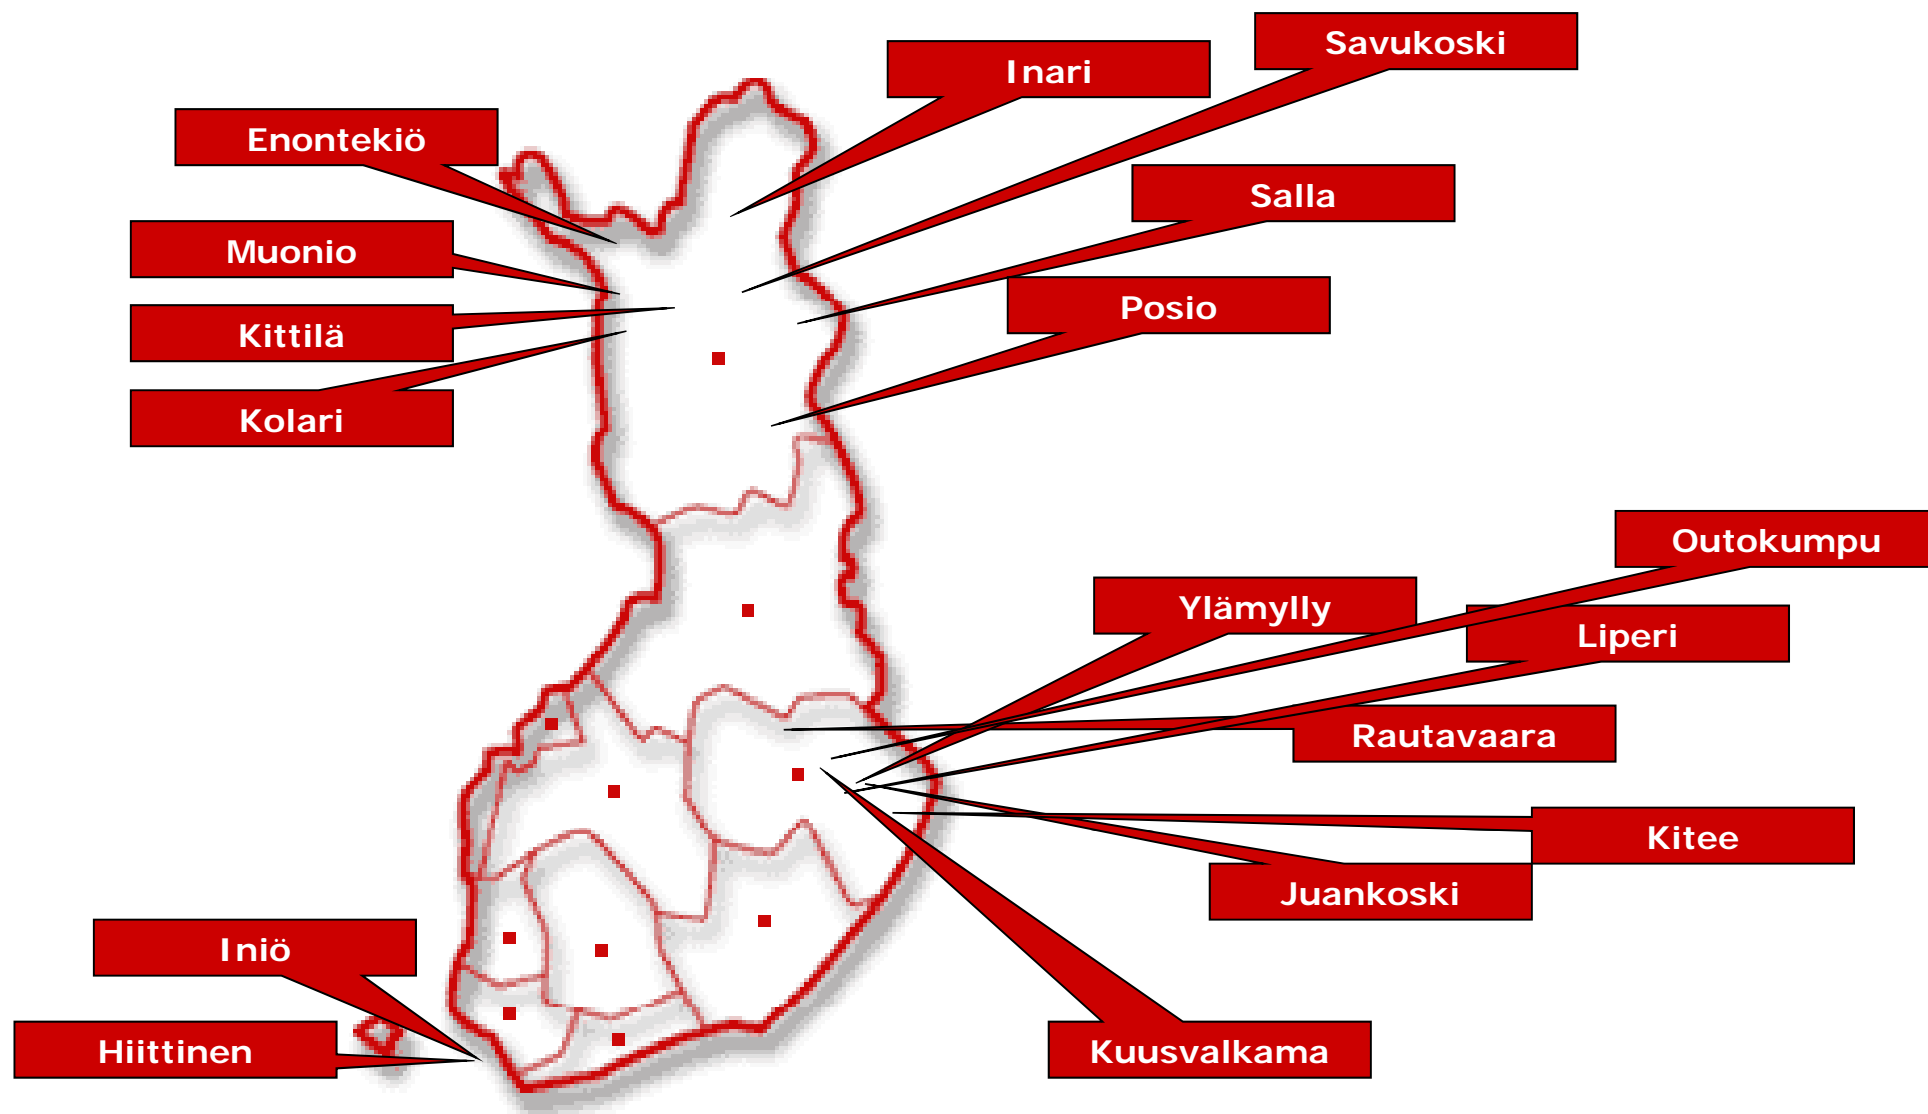 Savukoski
Inari
Enontekiö
Salla
Muonio
Posio
Kittilä
Kolari
Outokumpu
Ylämylly
Liperi
Rautavaara
Kitee
Juankoski
Iniö
Hiittinen
Kuusvalkama